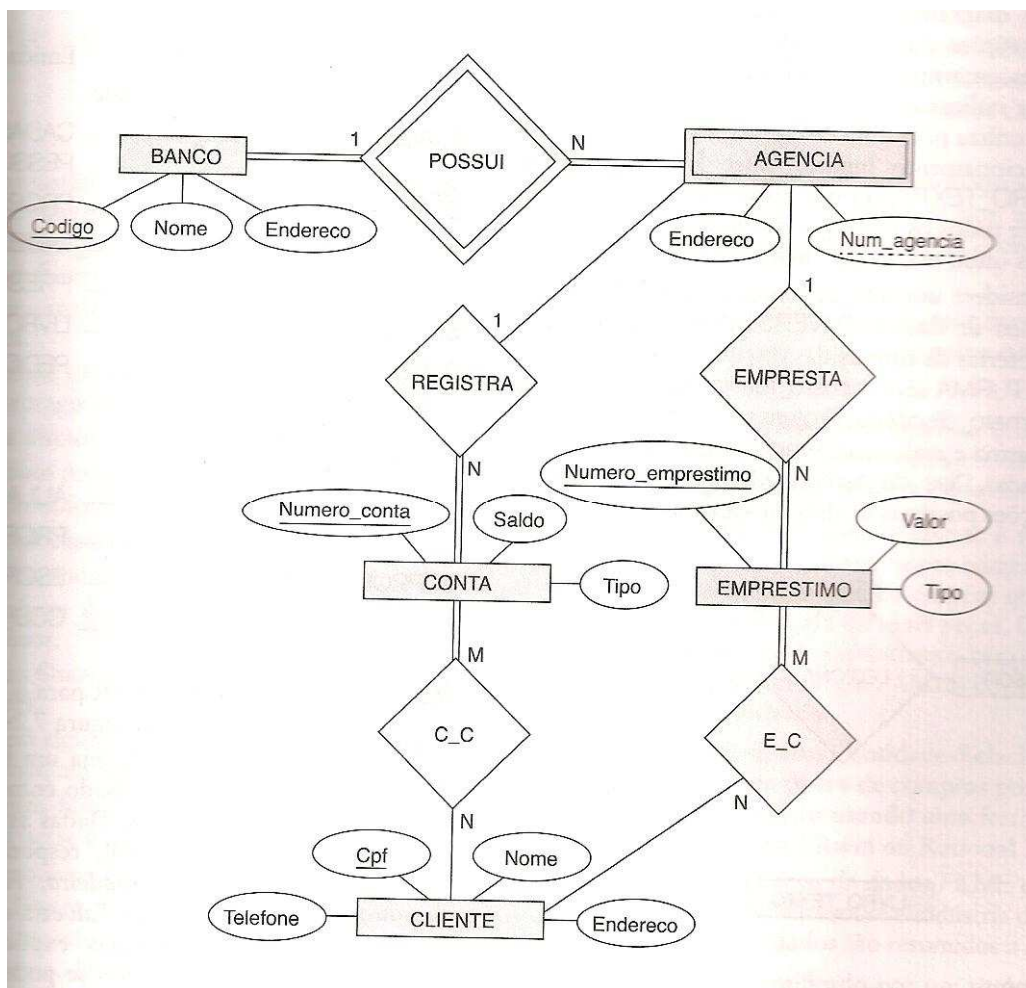 1
N
BANCO
POSSUI
AGENCIA
Codigo
Nome
Endereco
Endereco
Num_agencia
1
1
REGISTRA
EMPRESTA
N
N
Numero_conta
Saldo
Numero_emprestimo
Valor
CONTA
Tipo
EMPRESTIMO
Tipo
M
M
C_C
E_C
N
N
Cpf
Nome
Telefone
CLIENTE
Endereco